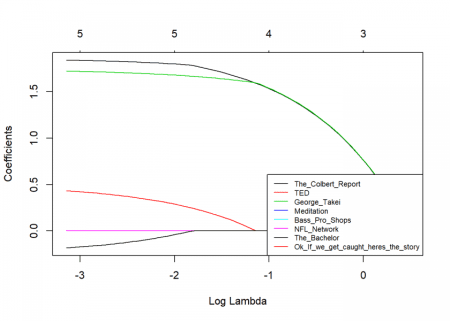 5 5 4 3
Coefficients
1.5
1.0
0.5
0.0
The_Colbert_Report
TED
George_Takei
Meditation
Bass_Pro_Shops
NFL_Network
The_Bachelor
Ok_If_we_get_caught_heres_the_story
-3 -2 -1 0
Log Lambda